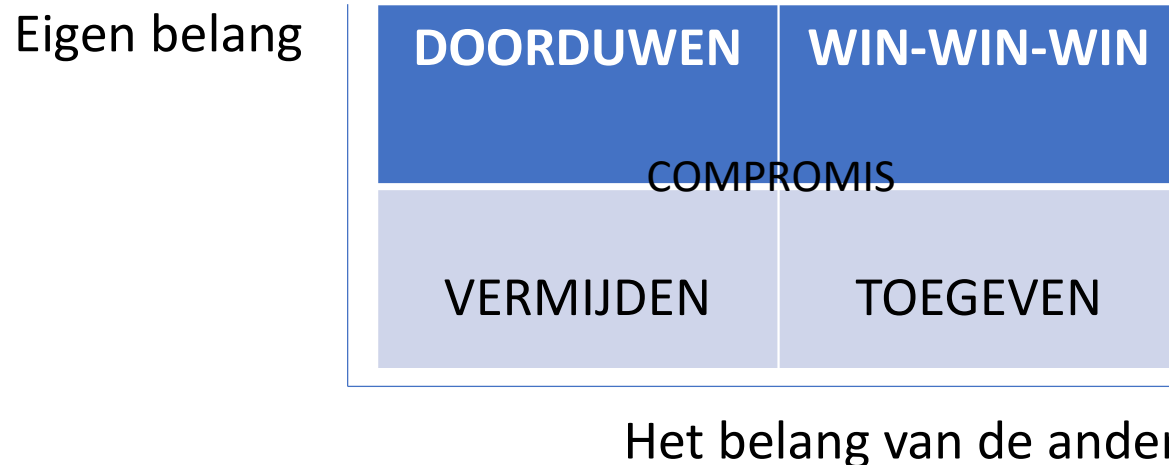 Eigen belang
DOORDUWEN
WIN-WIN-WIN
COMPROMIS
VERMIJDEN
TOEGEVEN
Het belang van de ander